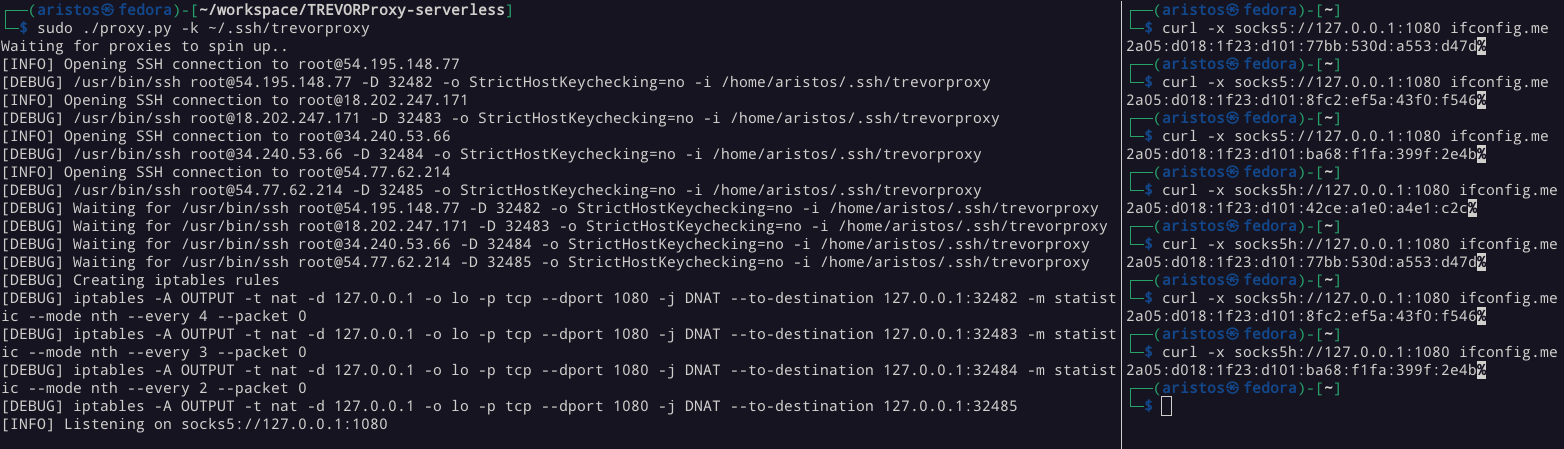 ┌──(aristos㉿fedora)-[~/workspace/TREVORProxy-serverless]
└─$ sudo ./proxy.py -k ~/.ssh/trevorproxy
Waiting for proxies to spin up..
[INFO] Opening SSH connection to root@54.195.148.77
[DEBUG] /usr/bin/ssh root@54.195.148.77 -D 32482 -o StrictHostKeychecking=no -i /home/aristos/.ssh/trevorproxy
[INFO] Opening SSH connection to root@18.202.247.171
[DEBUG] /usr/bin/ssh root@18.202.247.171 -D 32483 -o StrictHostKeychecking=no -i /home/aristos/.ssh/trevorproxy
[INFO] Opening SSH connection to root@34.240.53.66
[DEBUG] /usr/bin/ssh root@34.240.53.66 -D 32484 -o StrictHostKeychecking=no -i /home/aristos/.ssh/trevorproxy
[INFO] Opening SSH connection to root@54.77.62.214
[DEBUG] /usr/bin/ssh root@54.77.62.214 -D 32485 -o StrictHostKeychecking=no -i /home/aristos/.ssh/trevorproxy
[DEBUG] Waiting for /usr/bin/ssh root@54.195.148.77 -D 32482 -o StrictHostKeychecking=no -i /home/aristos/.ssh/trevorproxy
[DEBUG] Waiting for /usr/bin/ssh root@18.202.247.171 -D 32483 -o StrictHostKeychecking=no -i /home/aristos/.ssh/trevorproxy
[DEBUG] Waiting for /usr/bin/ssh root@34.240.53.66 -D 32484 -o StrictHostKeychecking=no -i /home/aristos/.ssh/trevorproxy
[DEBUG] Waiting for /usr/bin/ssh root@54.77.62.214 -D 32485 -o StrictHostKeychecking=no -i /home/aristos/.ssh/trevorproxy
[DEBUG] Creating iptables rules
[DEBUG] iptables -A OUTPUT -t nat -d 127.0.0.1 -o lo -p tcp --dport 1080 -j DNAT --to-destination 127.0.0.1:32482 -m statist
ic --mode nth --every 4 --packet 0
[DEBUG] iptables -A OUTPUT -t nat -d 127.0.0.1 -o lo -p tcp --dport 1080 -j DNAT --to-destination 127.0.0.1:32483 -m statist
ic --mode nth --every 3 --packet 0
[DEBUG] iptables -A OUTPUT -t nat -d 127.0.0.1 -o lo -p tcp --dport 1080 -j DNAT --to-destination 127.0.0.1:32484 -m statist
ic --mode nth --every 2 --packet 0
[DEBUG] iptables -A OUTPUT -t nat -d 127.0.0.1 -o lo -p tcp --dport 1080 -j DNAT --to-destination 127.0.0.1:32485
[INFO] Listening on socks5://127.0.0.1:1080
┌──(aristos㉿fedora)-[~]
└─$ curl -x socks5://127.0.0.1:1080 ifconfig.me
2a05:d018:1f23:d101:77bb:530d:a553:d47d%
┌──(aristos㉿fedora)-[~]
└─$ curl -x socks5://127.0.0.1:1080 ifconfig.me
2a05:d018:1f23:d101:8fc2:ef5a:43f0:f546%
┌──(aristos㉿fedora)-[~]
└─$ curl -x socks5://127.0.0.1:1080 ifconfig.me
2a05:d018:1f23:d101:ba68:f1fa:399f:2e4b%
┌──(aristos㉿fedora)-[~]
└─$ curl -x socks5h://127.0.0.1:1080 ifconfig.me
2a05:d018:1f23:d101:42ce:a1e0:a4e1:c2c%
┌──(aristos㉿fedora)-[~]
└─$ curl -x socks5h://127.0.0.1:1080 ifconfig.me
2a05:d018:1f23:d101:77bb:530d:a553:d47d%
┌──(aristos㉿fedora)-[~]
└─$ curl -x socks5h://127.0.0.1:1080 ifconfig.me
2a05:d018:1f23:d101:8fc2:ef5a:43f0:f546%
┌──(aristos㉿fedora)-[~]
└─$ curl -x socks5h://127.0.0.1:1080 ifconfig.me
2a05:d018:1f23:d101:ba68:f1fa:399f:2e4b%
┌──(aristos㉿fedora)-[~]
└─$